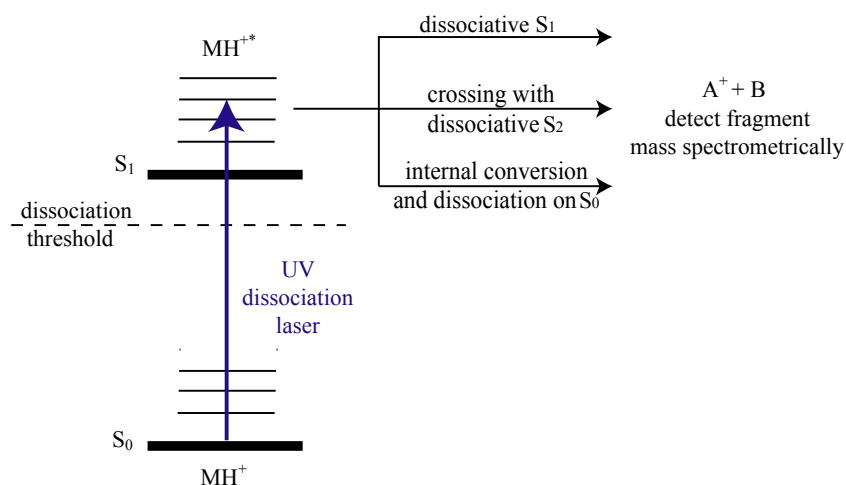 MH+*
S1
dissociation
threshold
UV
dissociation
laser
S0
MH+
dissociative S1
crossing with
dissociative S2
internal conversion
and dissociation on S0
A+ + B
detect fragment
mass spectrometrically